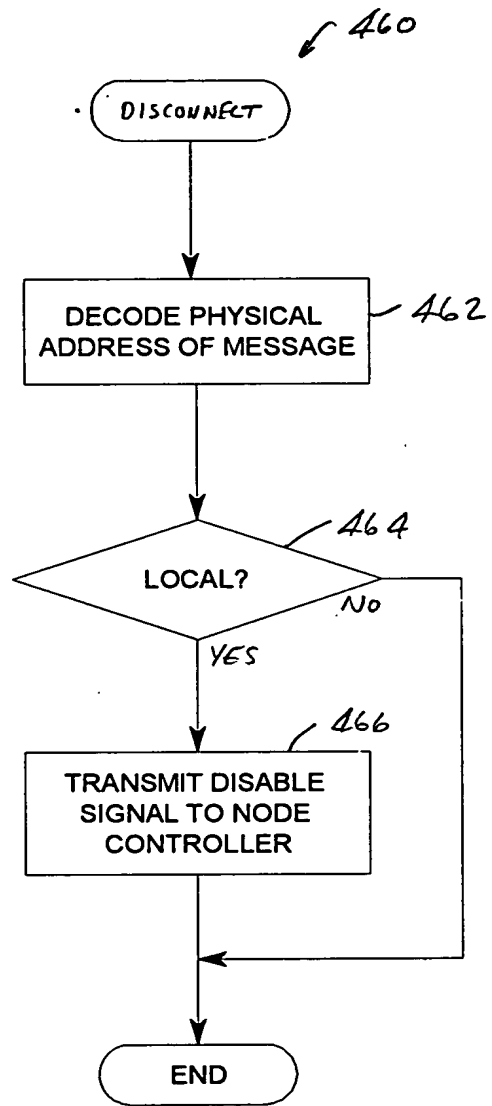 460
DISCONNECT
DECODE PHYSICAL
ADDRESS OF MESSAGE
462
464
LOCAL?
NO
YES
466
TRANSMIT DISABLE
SIGNAL TO NODE
CONTROLLER
END